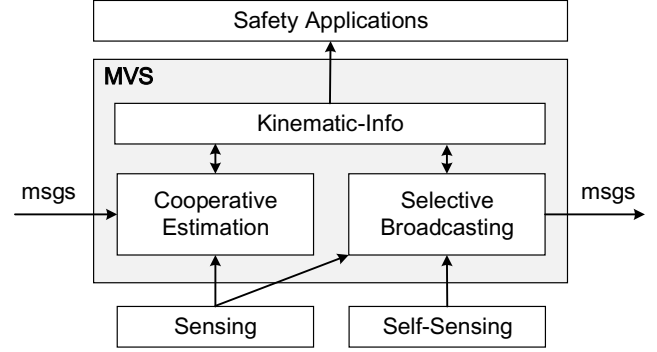 Safety Applications
MVS
Kinematic-Info
msgs
Cooperative
Estimation
Selective
Broadcasting
msgs
Sensing
Self-Sensing